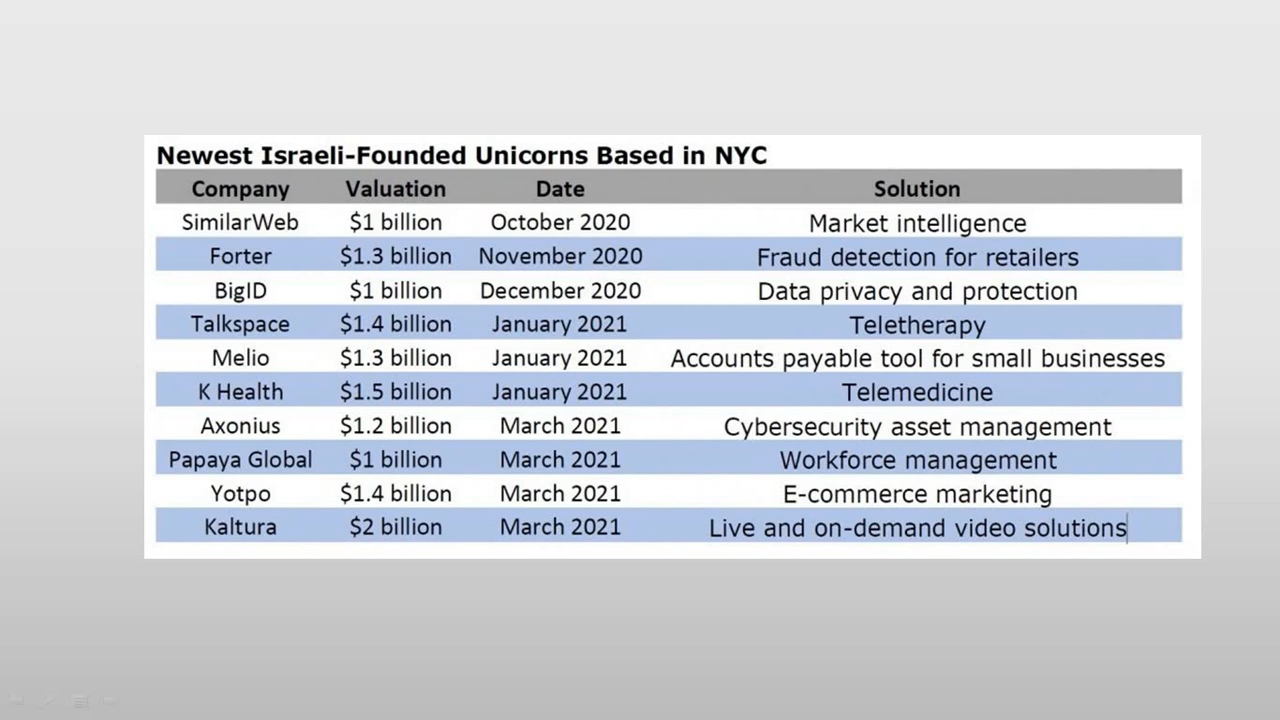 Newest Israeli-Founded Unicorns Based in NYC
Company Valuation Date Solution
SimilarWeb $1 billion October 2020 Market intelligence
Forter $1.3 billion November 2020 Fraud detection for retailers
BigID $1 billion December 2020 Data privacy and protection
Talkspace $1.4 billion January 2021 Teletherapy
Melio $1.3 billion January 2021 Accounts payable tool for small businesses
K Health $1.5 billion January 2021 Telemedicine
Axonius $1.2 billion March 2021 Cybersecurity asset management
Papaya Global $1 billion March 2021 Workforce management
Yotpo $1.4 billion March 2021 E-commerce marketing
Kaltura $2 billion March 2021 Live and on-demand video solutions